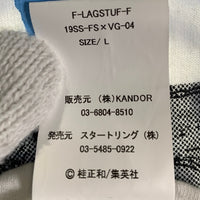 F-LAGSTUF-F
19SS-FS×VG-04
SIZE/ L
販売元 (株)KANDOR
03-6804-8510
発売元 スタートリング(株)
03-5485-0922
©桂正和/集英社